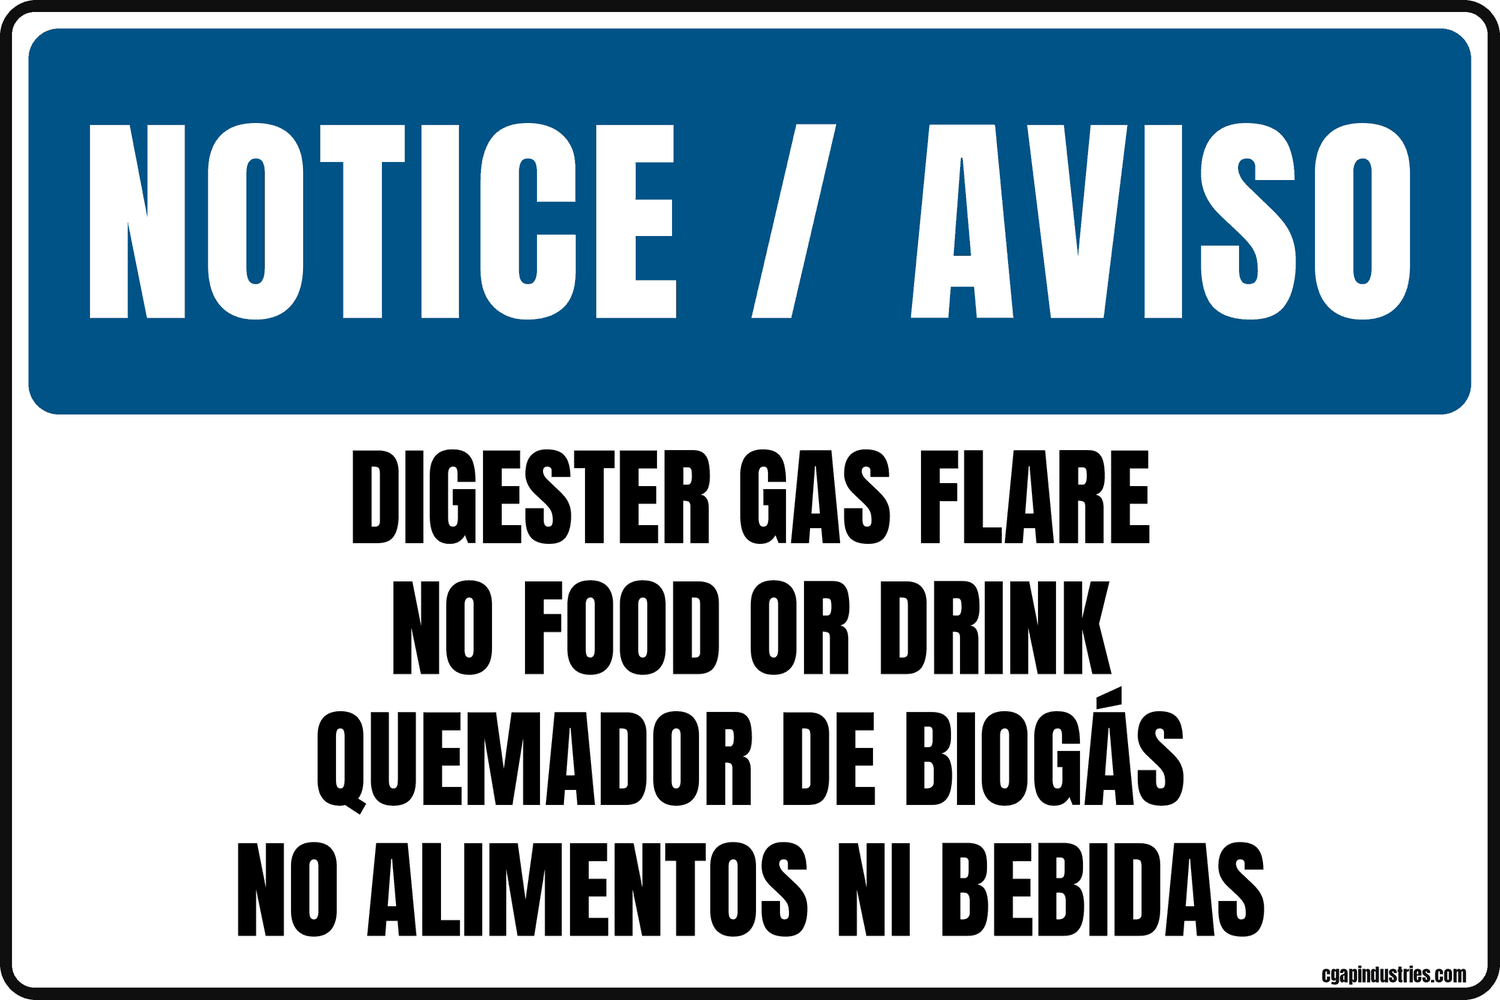 NOTICE / AVISO
DIGESTER GAS FLARE
NO FOOD OR DRINK
QUEMADOR DE BIOGÁS
NO ALIMENTOS NI BEBIDAS
cgapindustries.com